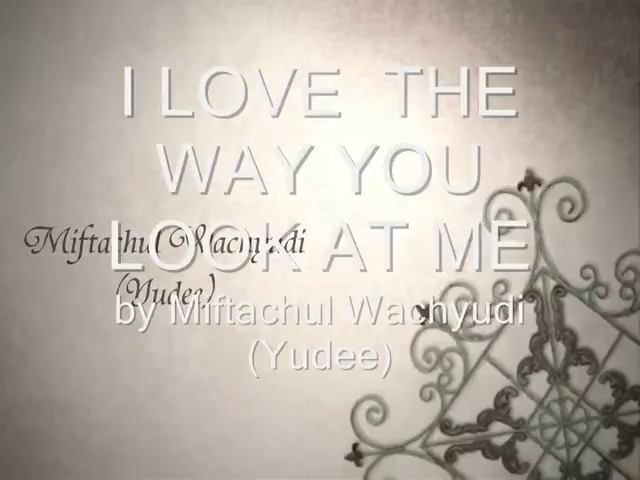 I LOVE THE
WAY YOU
LOOK AT ME
by Miftachul Wachyudi
(Yudee)
Miftachul Wachyudi
(Yudee)